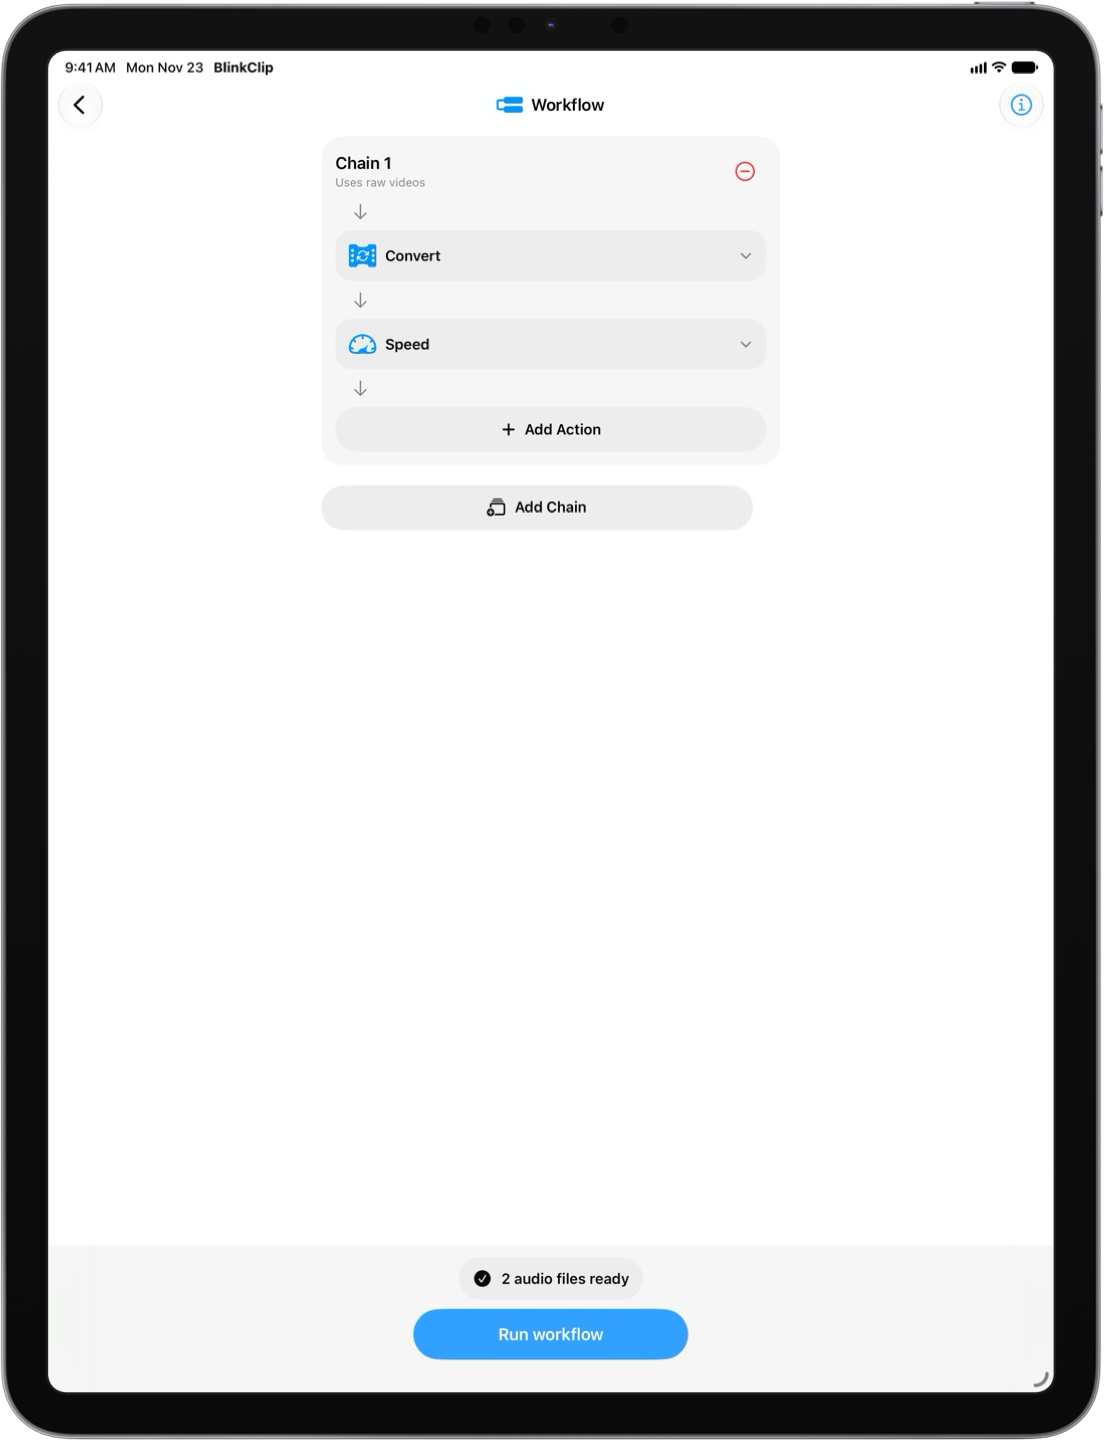 9:41 AM Mon Nov 23 BlinkClip
Workflow
Chain 1
Uses raw videos
Convert
Speed
Add Action
Add Chain
2 audio files ready
Run workflow